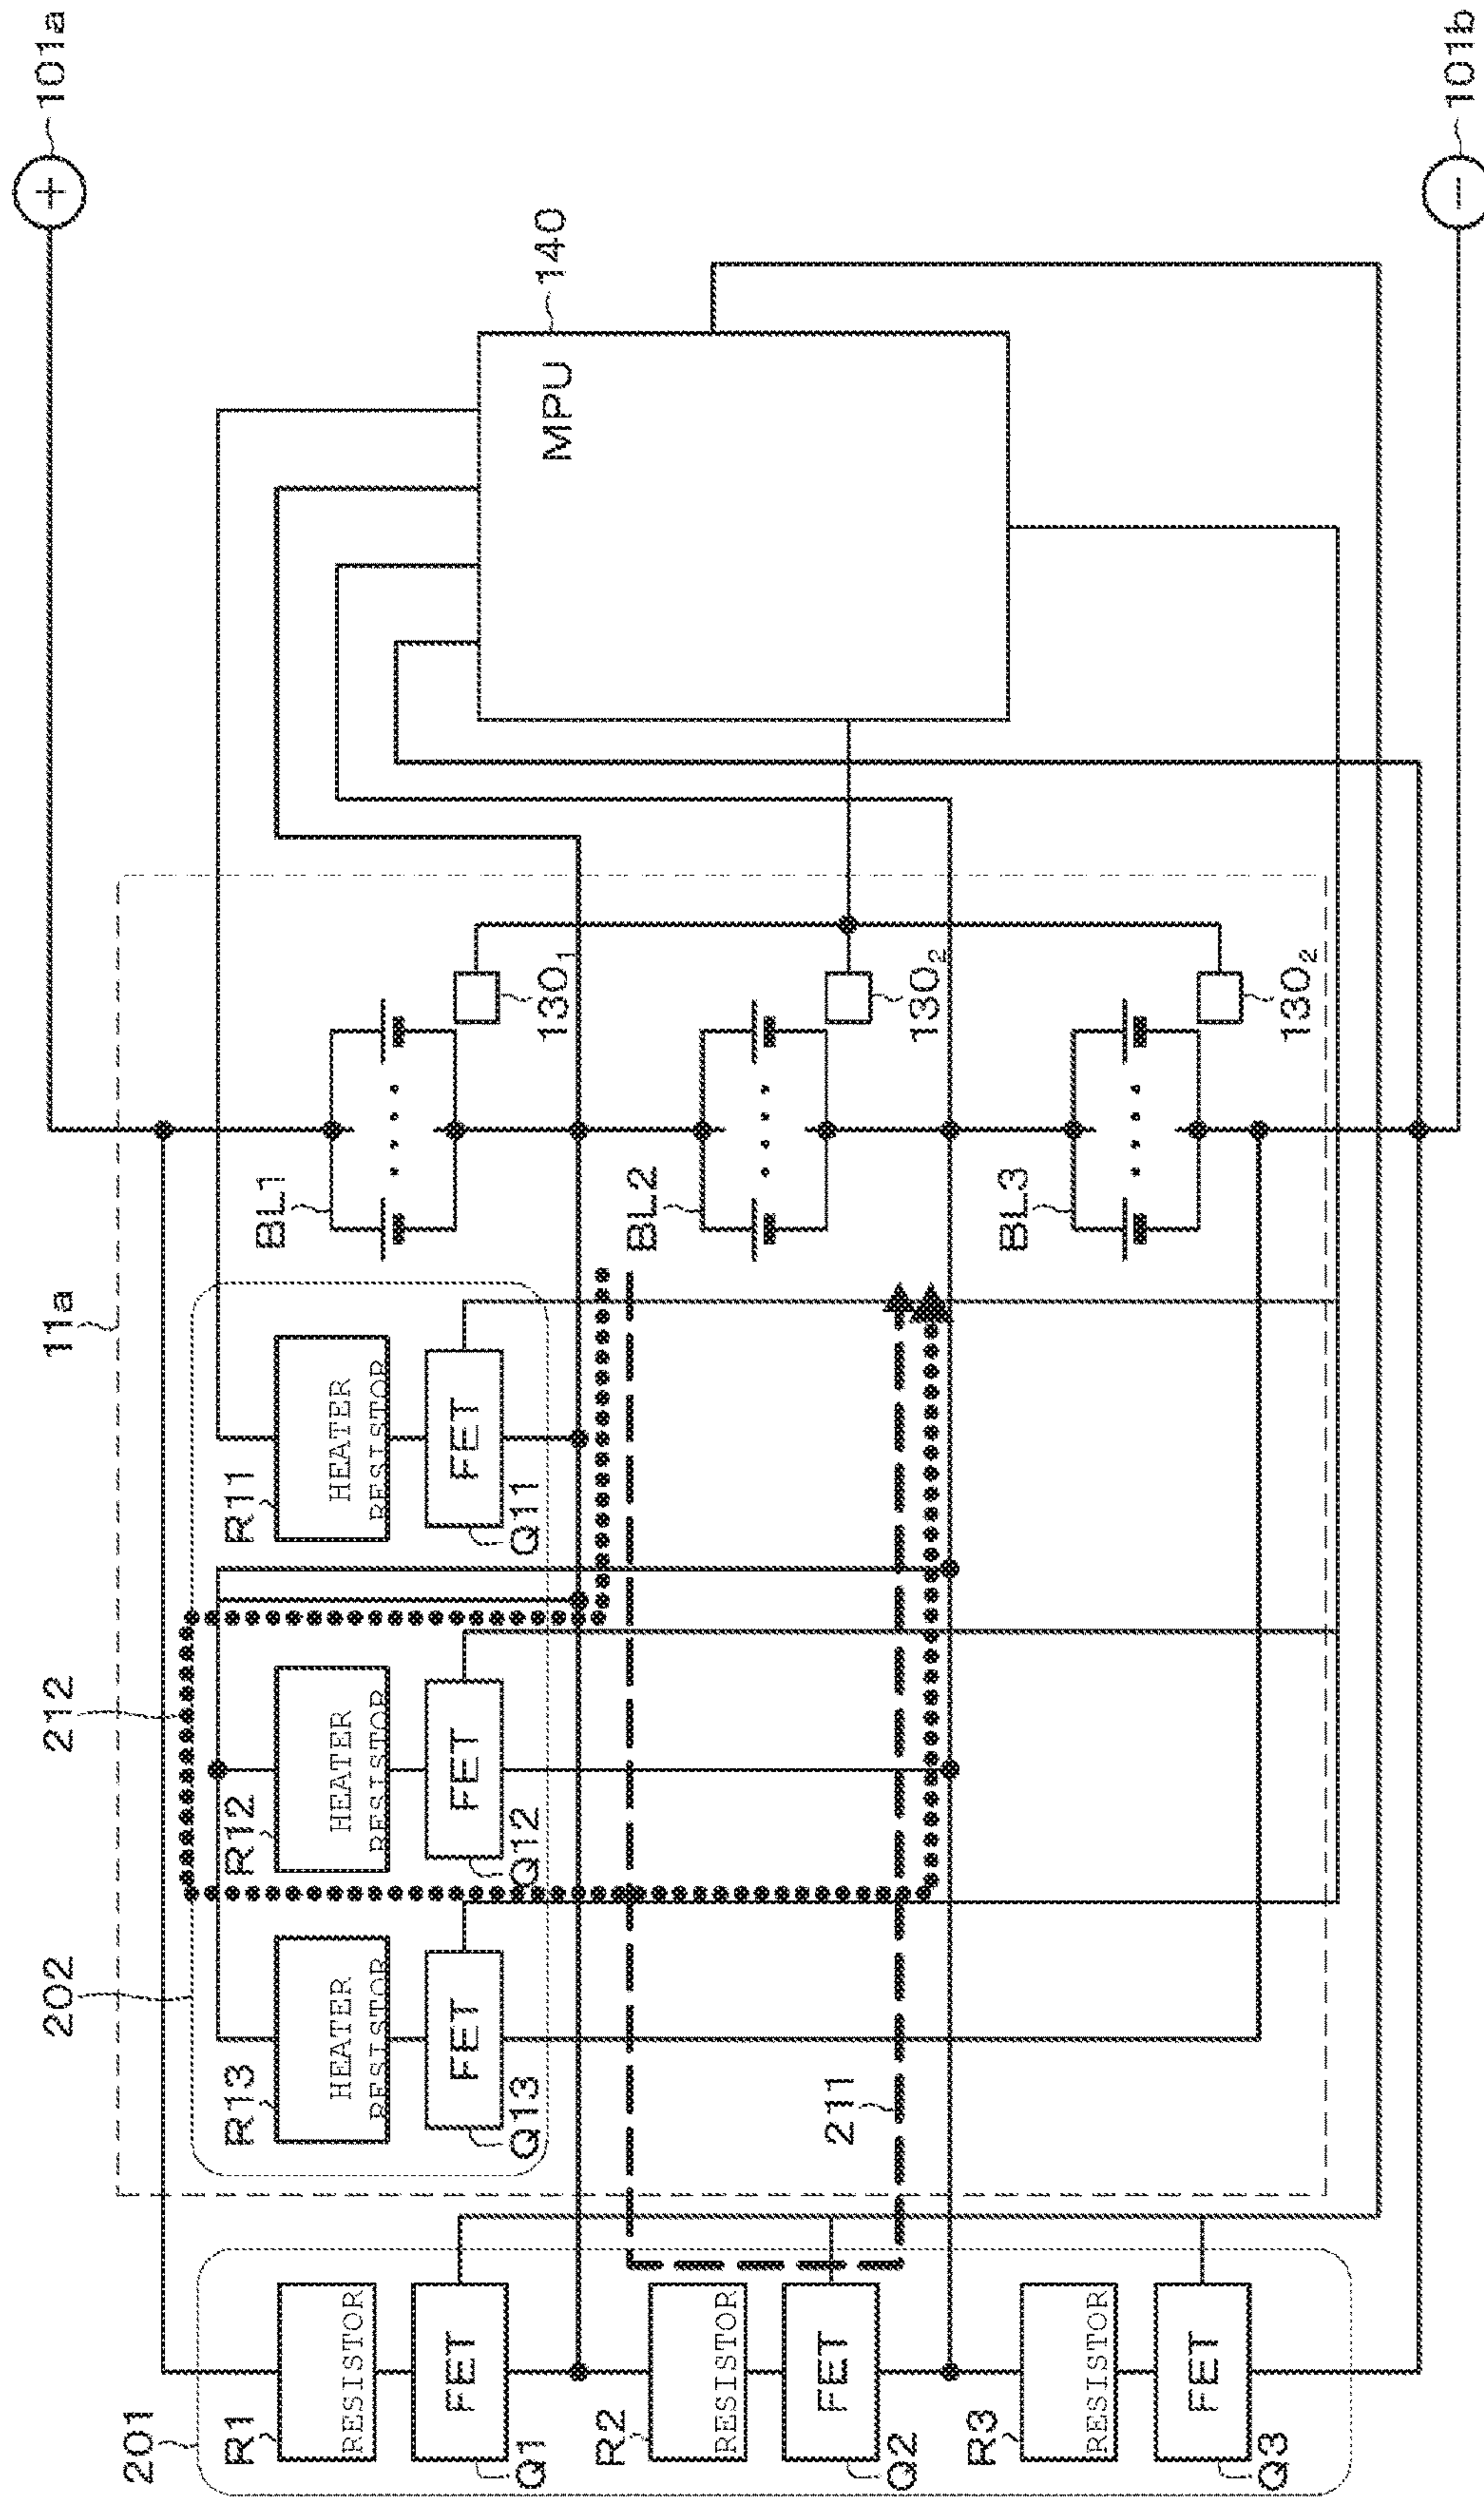 101a
+
140
MPU
101b
−
11a
BL1
130₁
BL2
130₂
BL3
130₂
212
202
R11
HEATER
RESISTOR
FET
Q11
R12
HEATER
RESISTOR
FET
Q12
R13
HEATER
RESISTOR
FET
Q13
211
201
R1
RESISTOR
FET
Q1
R2
RESISTOR
FET
Q2
R3
RESISTOR
FET
Q3